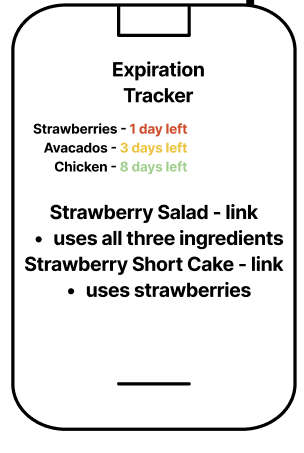 Expiration
Tracker
Strawberries - 1 day left
Avacados - 3 days left
Chicken - 8 days left
Strawberry Salad - link
• uses all three ingredients
Strawberry Short Cake - link
• uses strawberries